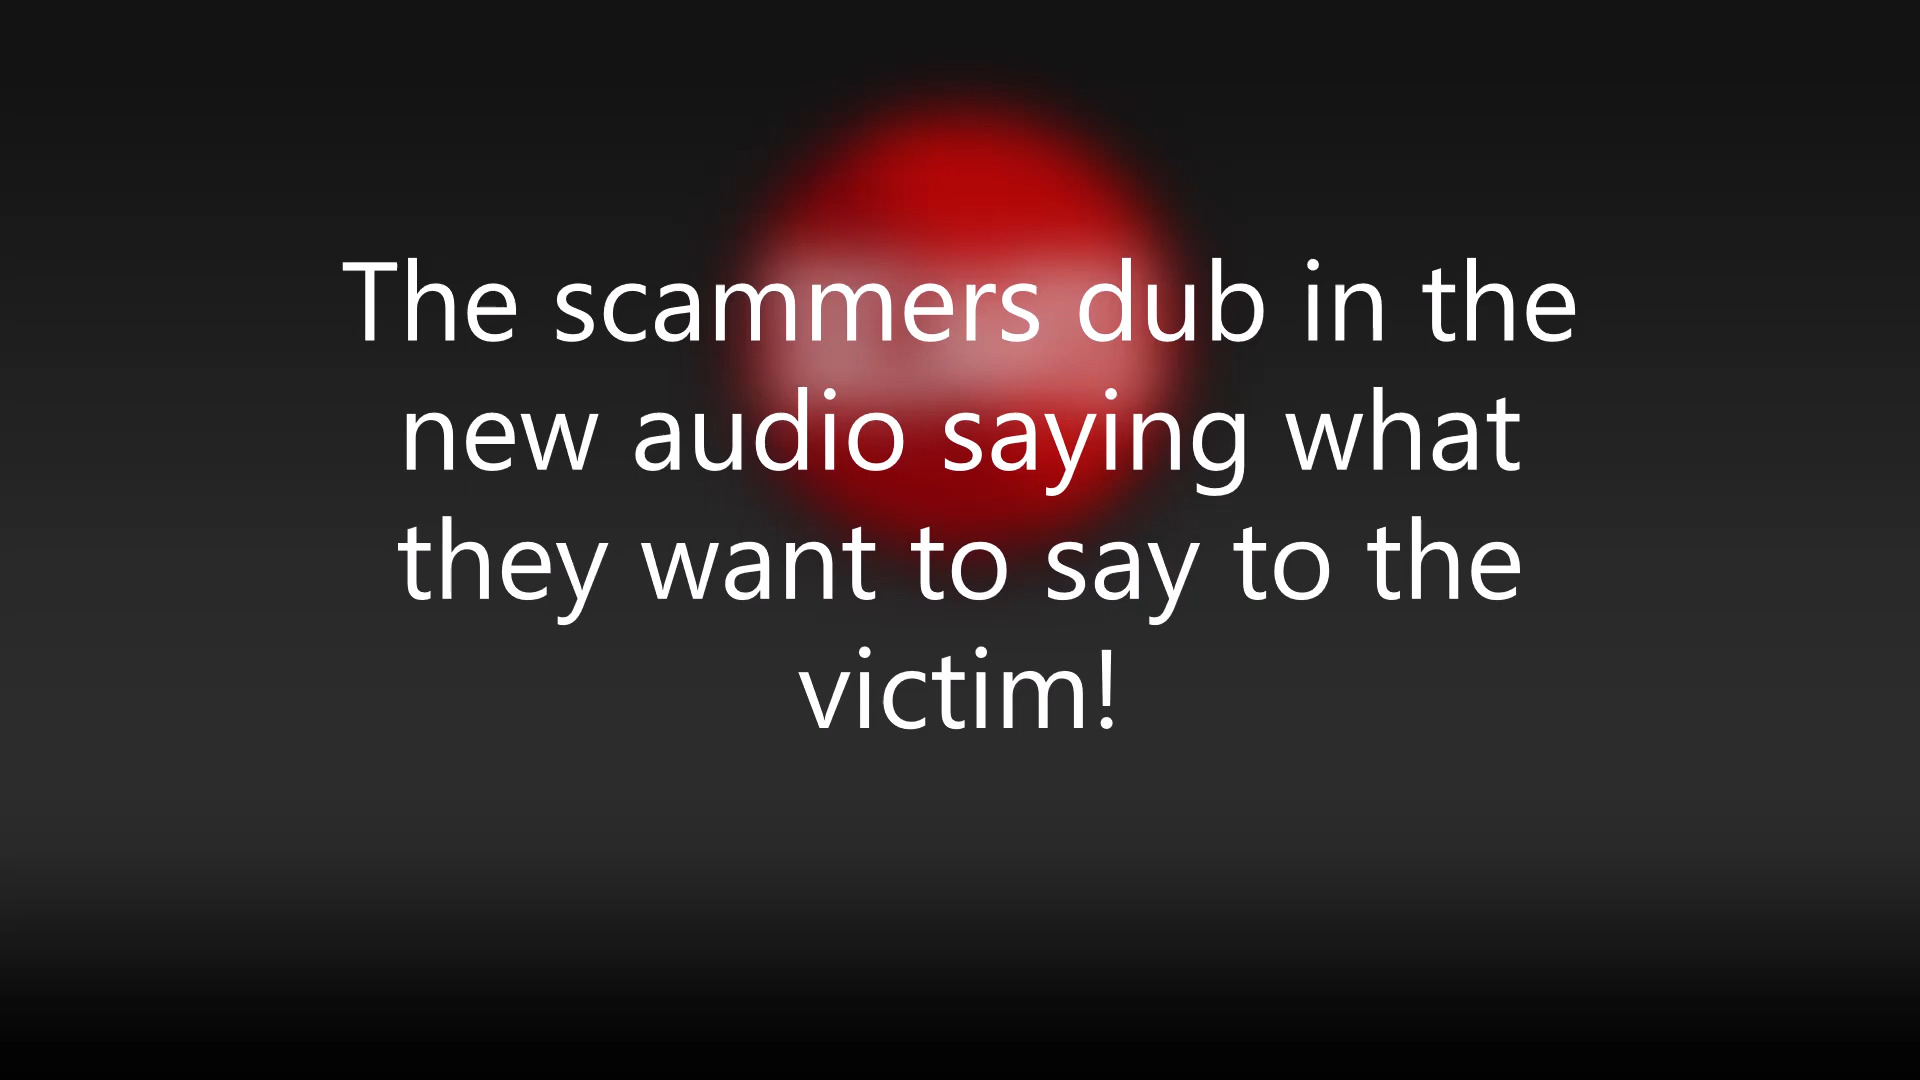 The scammers dub in the
new audio saying what
they want to say to the
victim!